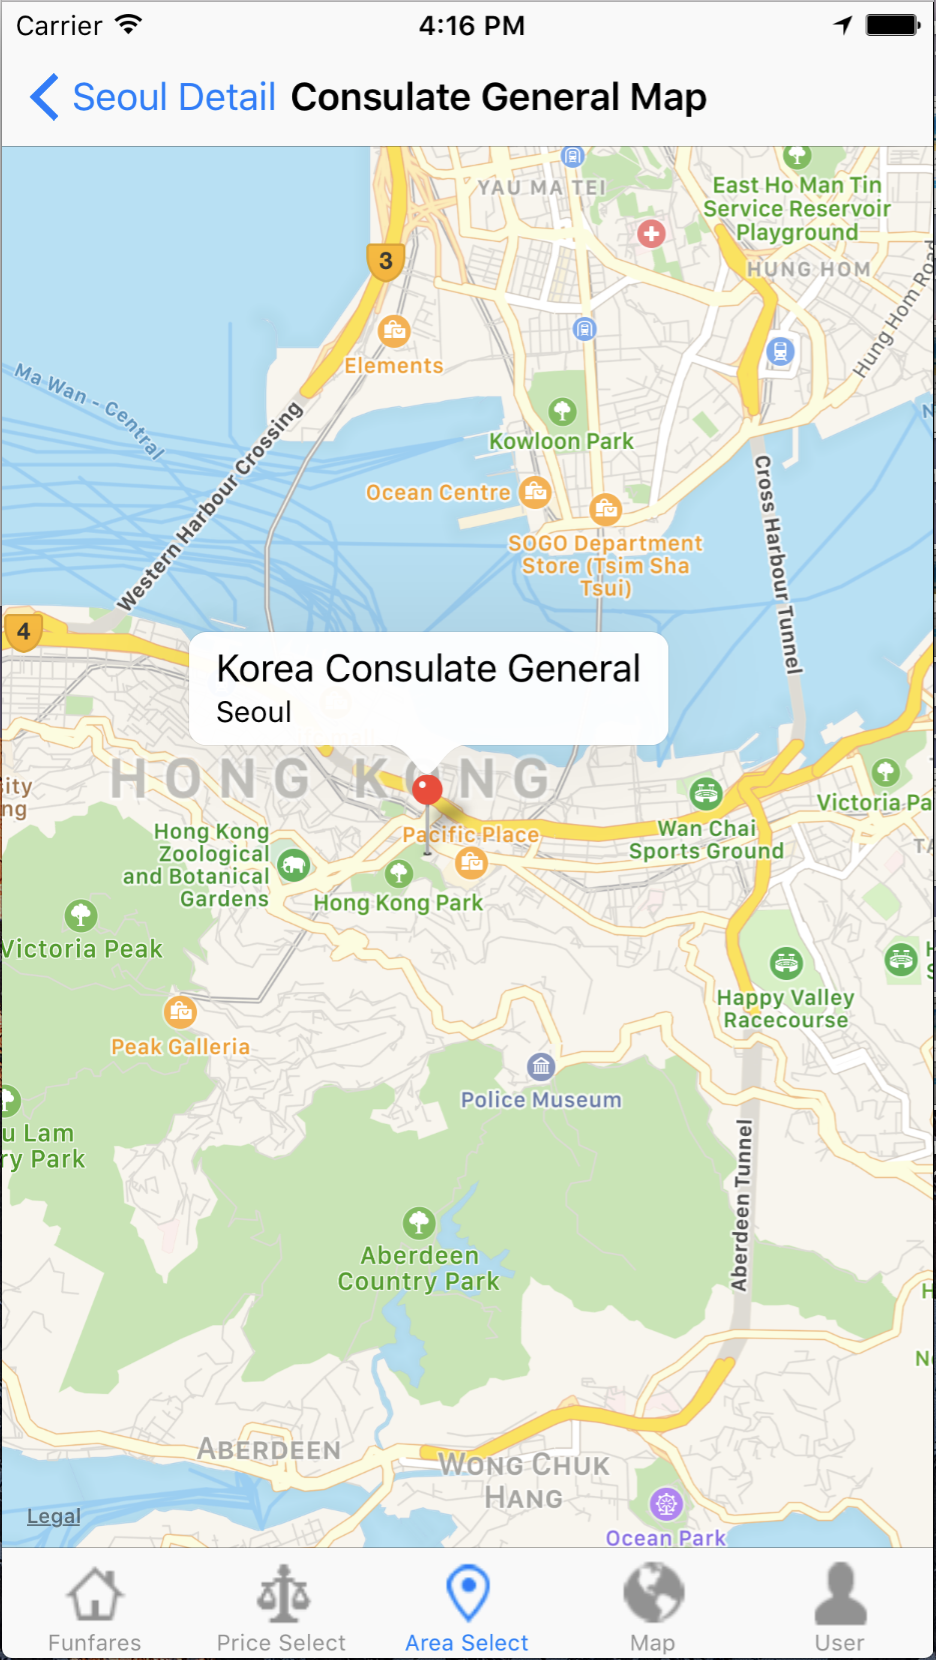 Carrier
4:16 PM
Seoul Detail
Consulate General Map
YAU MA TEI
East Ho Man Tin
Service Reservoir
Playground
3
HUNG HOM
Hung Hom Road
Elements
Ma Wan - Central
Western Harbour Crossing
Kowloon Park
Ocean Centre
SOGO Department
Store (Tsim Sha
Tsui)
Cross Harbour Tunnel
4
Korea Consulate General
Seoul
HONG KONG
Victoria Pa
Wan Chai
Sports Ground
Pacific Place
Hong Kong
Zoological
and Botanical
Gardens
Hong Kong Park
Victoria Peak
Happy Valley
Racecourse
Peak Galleria
Police Museum
u Lam
ry Park
Aberdeen Tunnel
Aberdeen
Country Park
ABERDEEN
WONG CHUK
HANG
Legal
Ocean Park
Funfares
Price Select
Area Select
Map
User